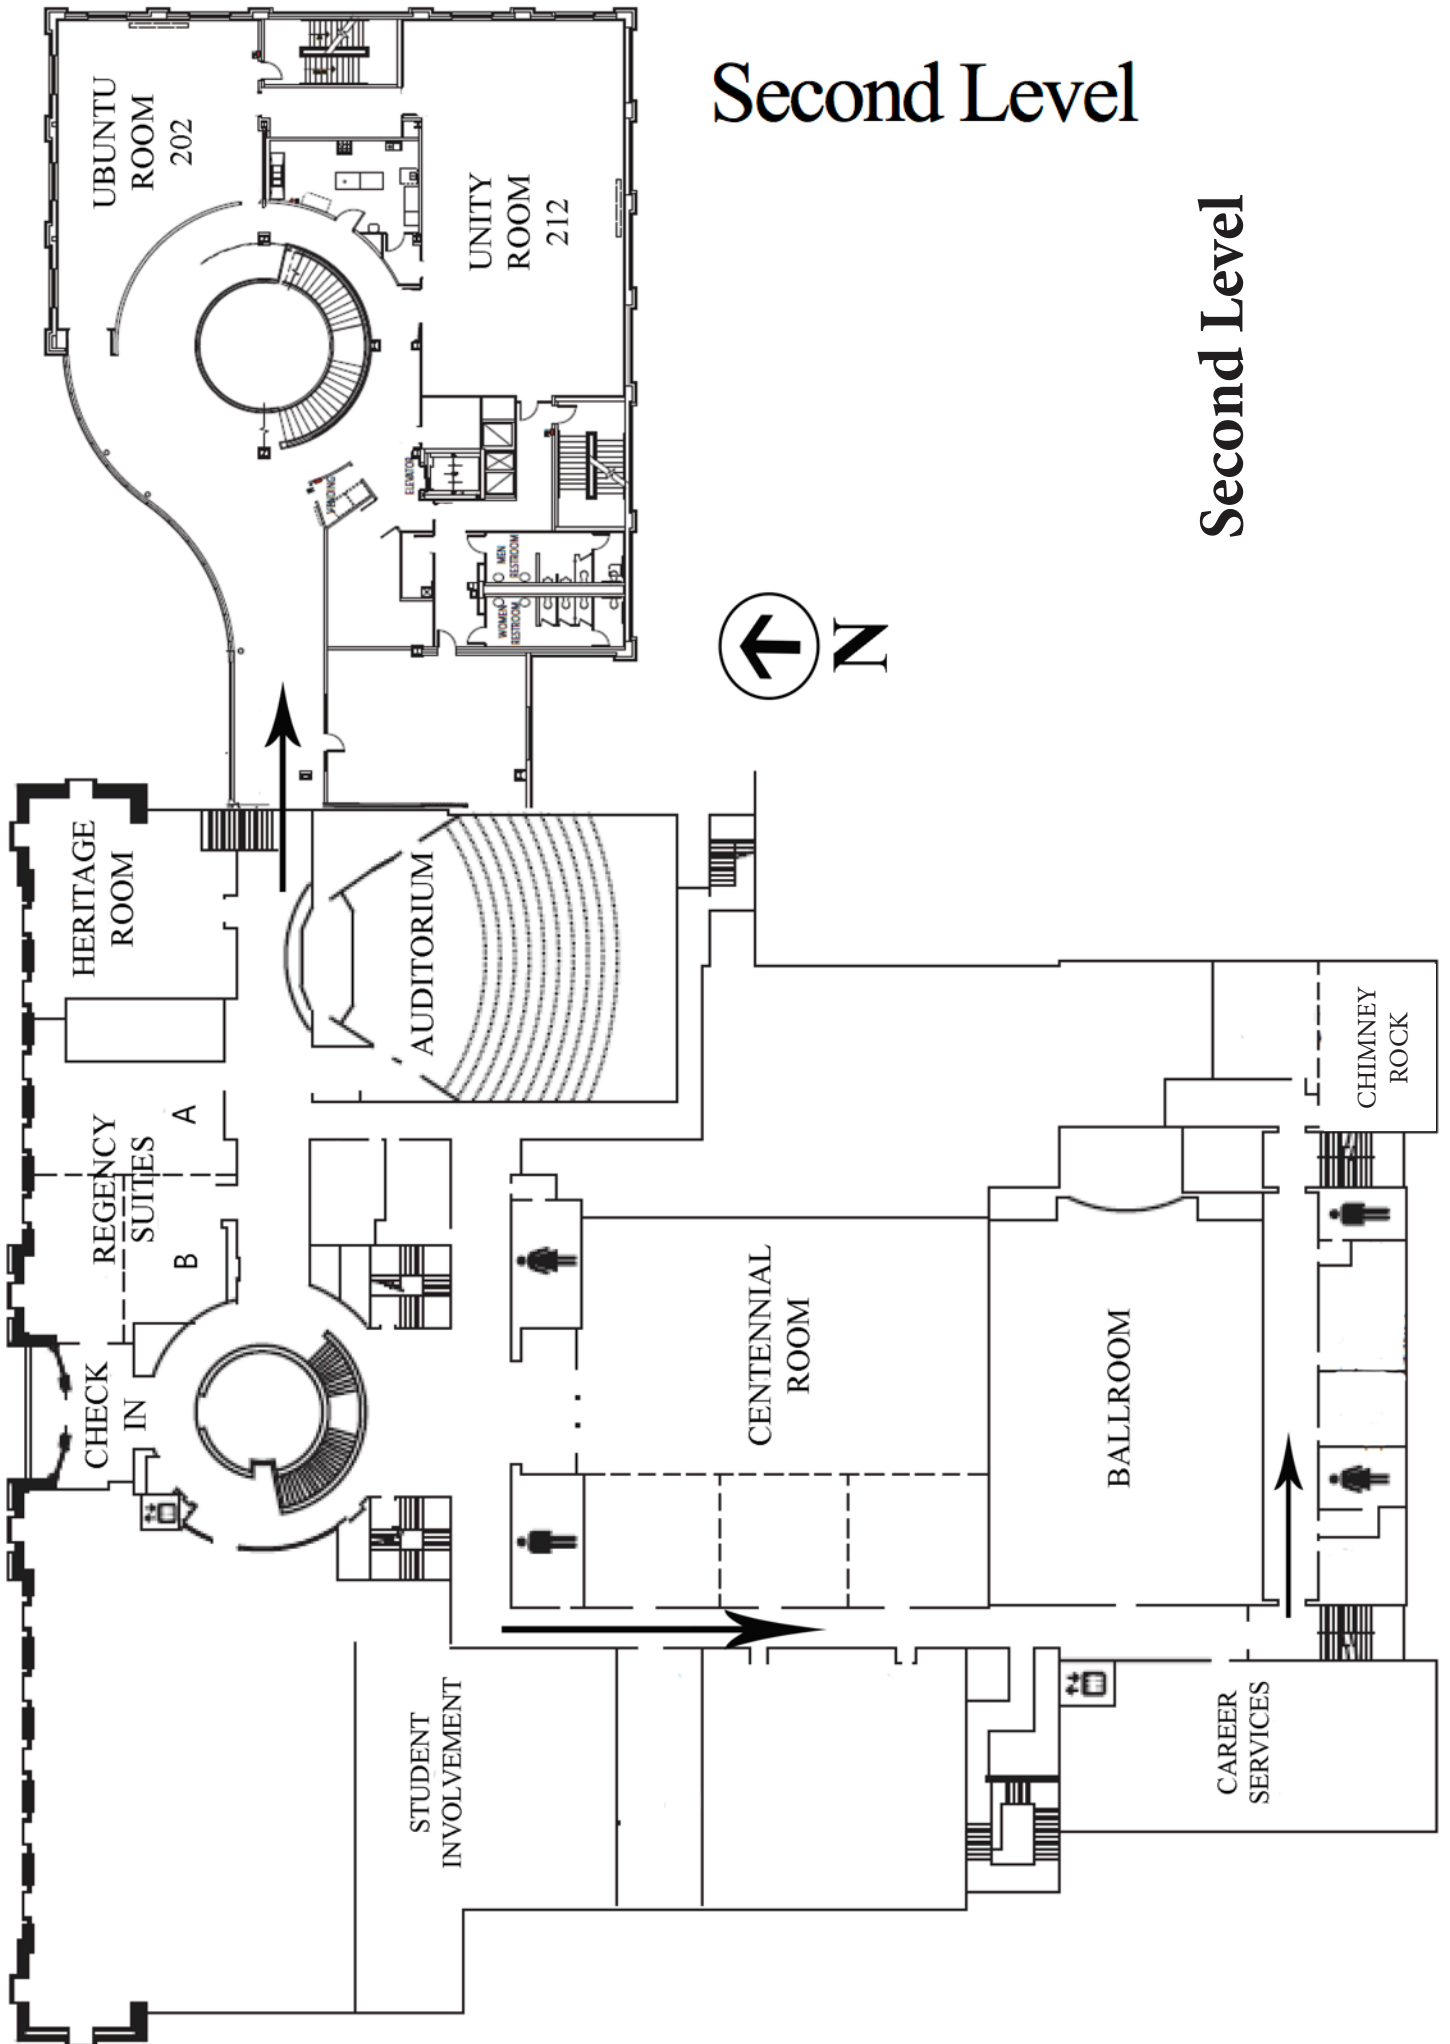 Second Level
UBUNTU
ROOM
202
UNITY
ROOM
212
Second Level
ELEVATOR
VENDING
MEN
RESTROOM
WOMEN
RESTROOM
N
HERITAGE
ROOM
AUDITORIUM
REGENCY
SUITES
A
B
CHECK
IN
CENTENNIAL
ROOM
BALLROOM
CHIMNEY
ROCK
STUDENT
INVOLVEMENT
CAREER
SERVICES